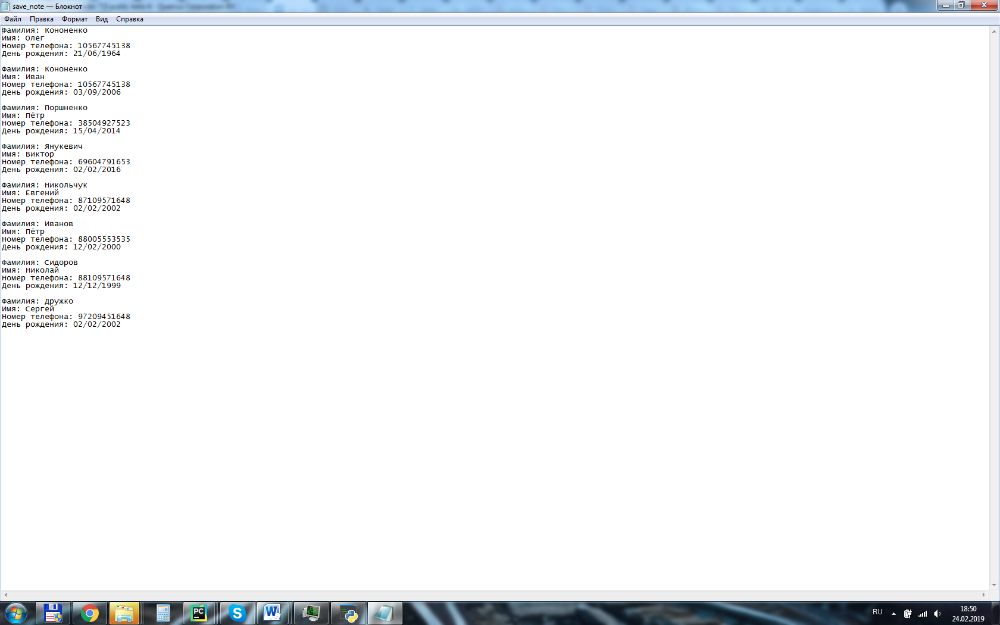 save_note — Блокнот
Файл Правка Формат Вид Справка
Фамилия: Кононенко
Имя: Олег
Номер телефона: 10567745138
День рождения: 21/06/1964
Фамилия: Кононенко
Имя: Иван
Номер телефона: 10567745138
День рождения: 03/09/2006
Фамилия: Поршненко
Имя: Пётр
Номер телефона: 38504927523
День рождения: 15/04/2014
Фамилия: Янукевич
Имя: Виктор
Номер телефона: 69604791653
День рождения: 02/02/2016
Фамилия: Никольчук
Имя: Евгений
Номер телефона: 87109571648
День рождения: 02/02/2002
Фамилия: Иванов
Имя: Пётр
Номер телефона: 88005553535
День рождения: 12/02/2000
Фамилия: Сидоров
Имя: Николай
Номер телефона: 88109571648
День рождения: 12/12/1999
Фамилия: Дружко
Имя: Сергей
Номер телефона: 97209451648
День рождения: 02/02/2002
PC
RU
18:50
24.02.2019